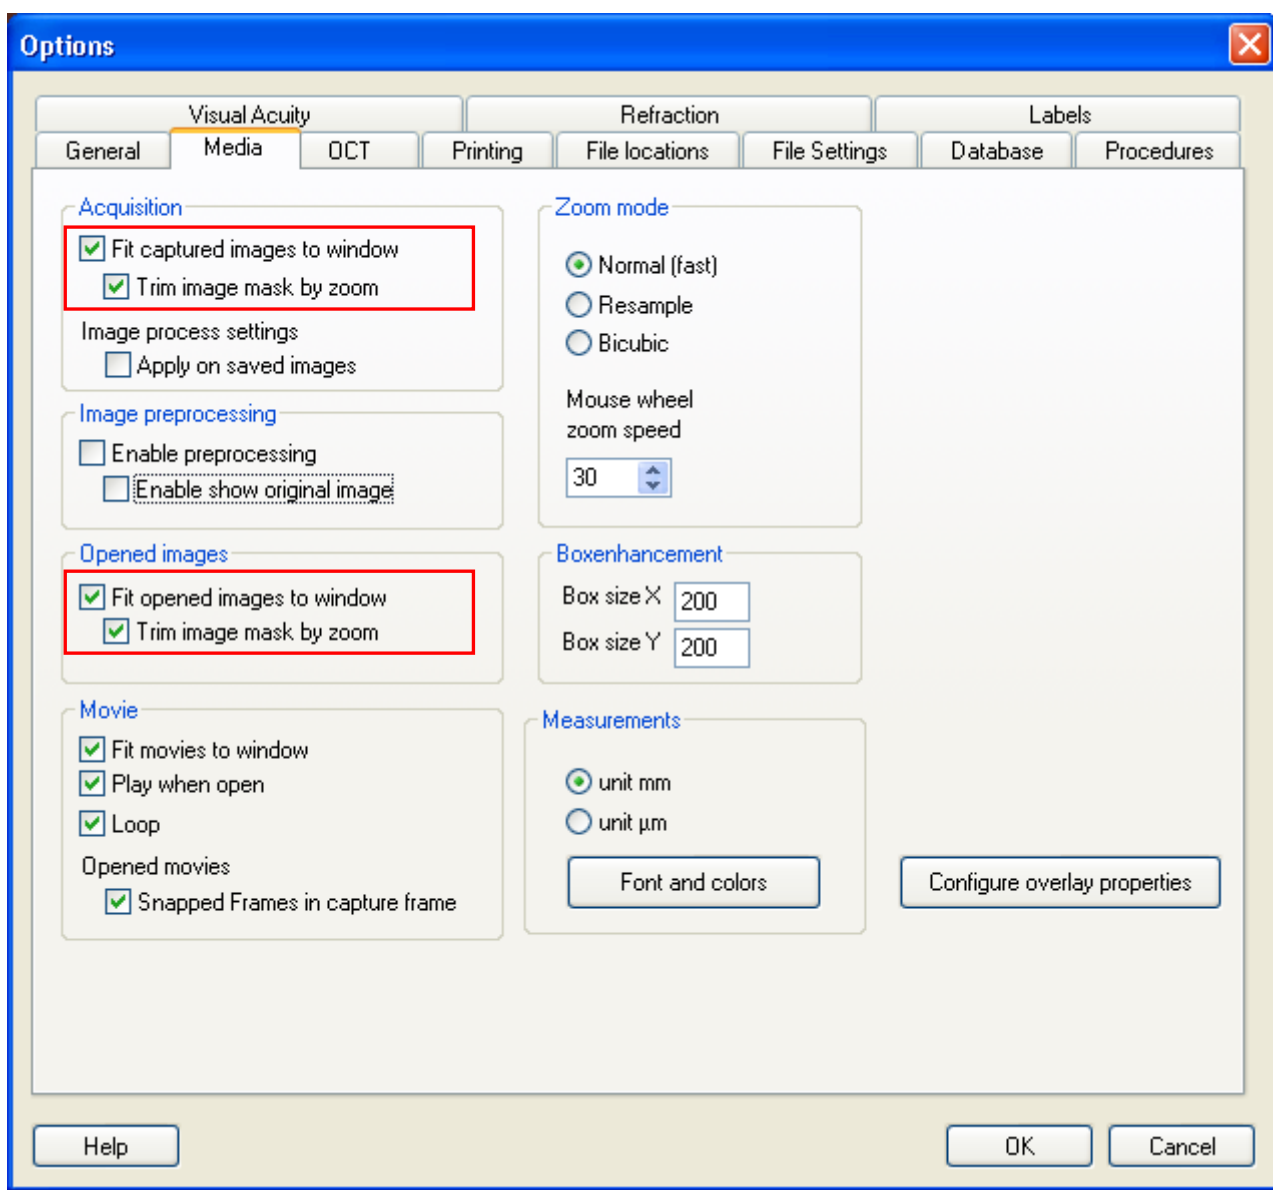 Options
Visual Acuity
Refraction
Labels
General
Media
OCT
Printing
File locations
File Settings
Database
Procedures
Acquisition
Fit captured images to window
Trim image mask by zoom
Image process settings
Apply on saved images
Image preprocessing
Enable preprocessing
Enable show original image
Opened images
Fit opened images to window
Trim image mask by zoom
Movie
Fit movies to window
Play when open
Loop
Opened movies
Snapped Frames in capture frame
Zoom mode
Normal (fast)
Resample
Bicubic
Mouse wheel
zoom speed
30
Boxenhancement
Box size X 200
Box size Y 200
Measurements
unit mm
unit µm
Font and colors
Configure overlay properties
Help
OK
Cancel